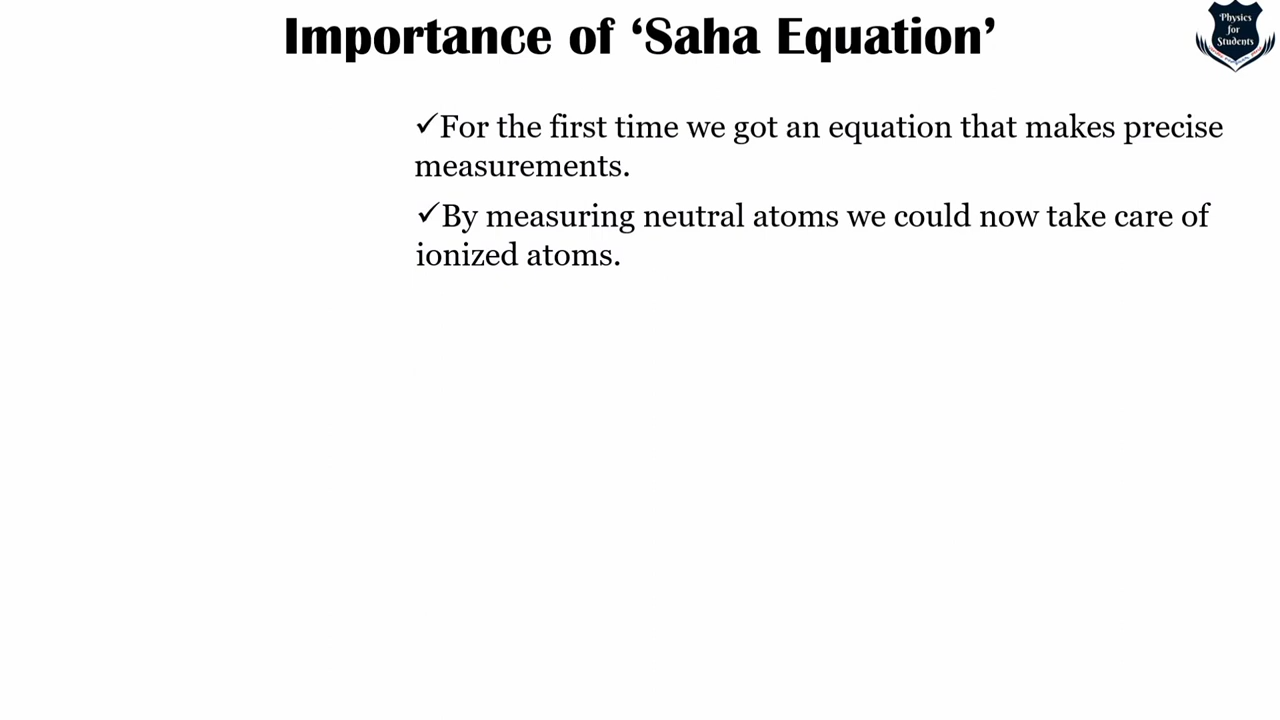 Importance of ‘Saha Equation’
Physics
for
Students
✓For the first time we got an equation that makes precise
measurements.
✓By measuring neutral atoms we could now take care of
ionized atoms.